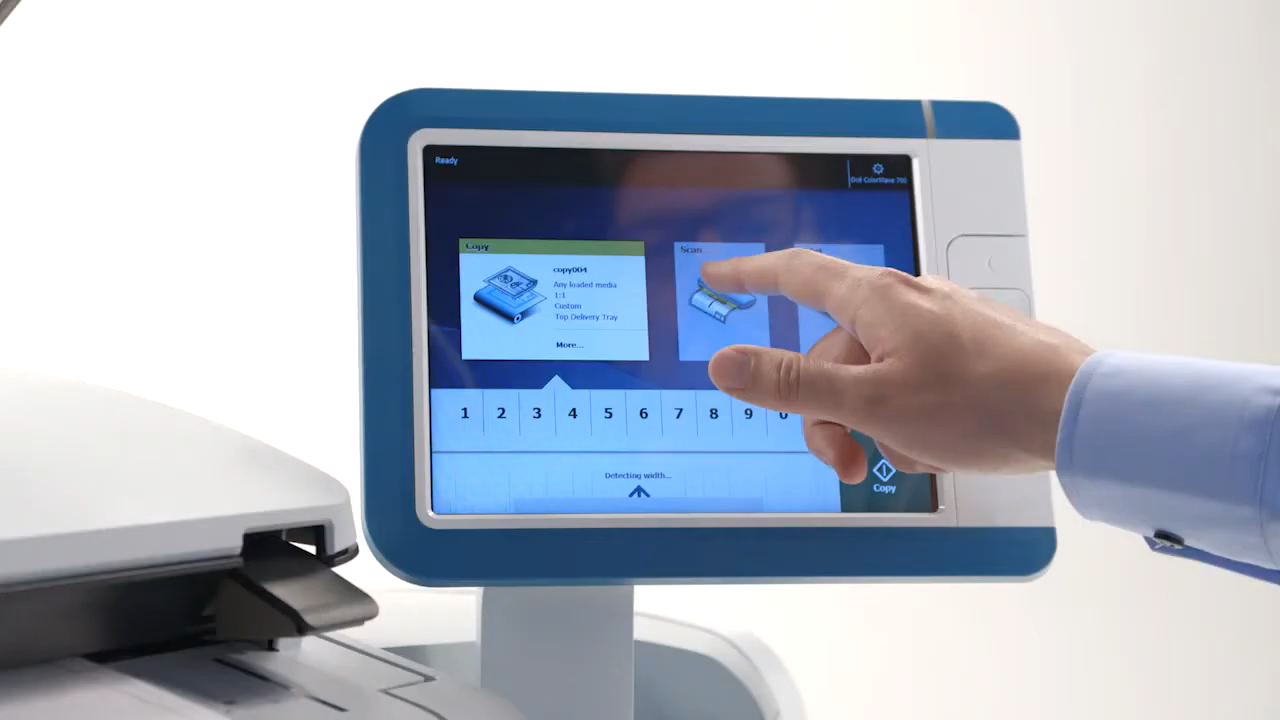 Ready
Océ ColorWave 700
Copy
copy004
Any loaded media
1:1
Custom
Top Delivery Tray
More...
Scan
1 2 3 4 5 6 7 8 9 0
Detecting width...
Copy